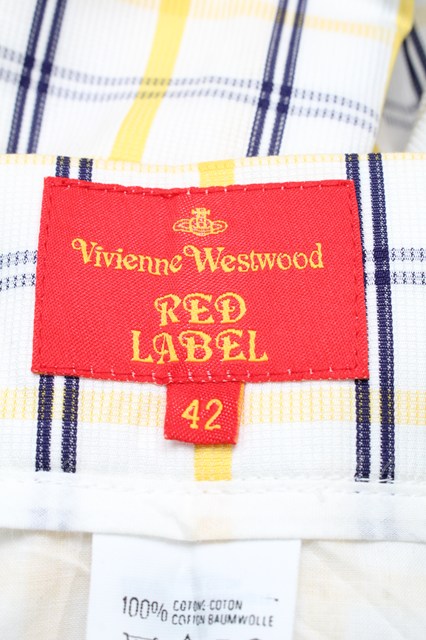 Vivienne Westwood
RED
LABEL
42
100% COTONE-COTON
COTTON BAUMWOLLE